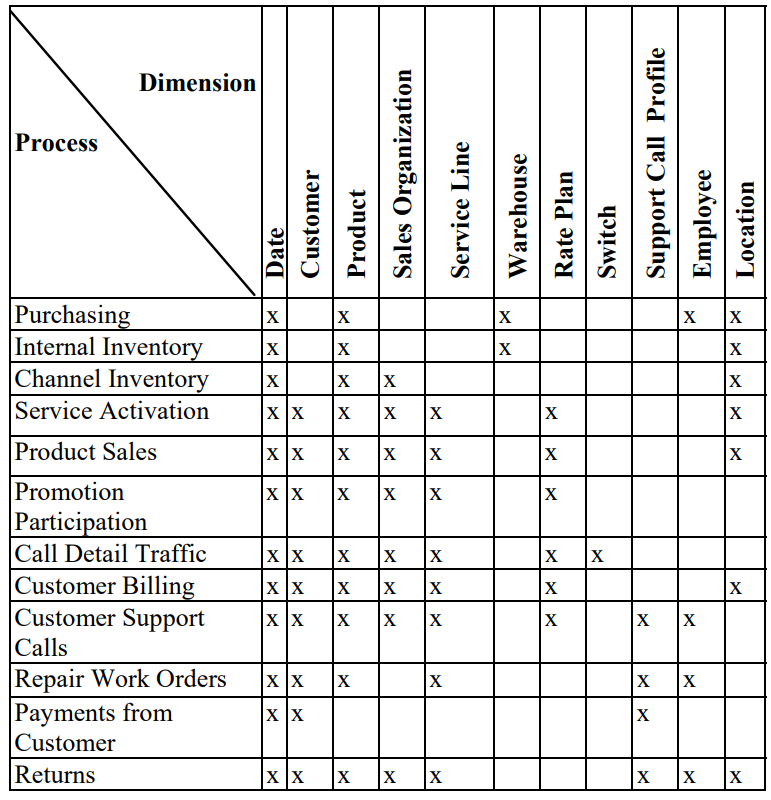 Dimension
Process
Date
Customer
Product
Sales Organization
Service Line
Warehouse
Rate Plan
Switch
Support Call Profile
Employee
Location
Purchasing x x x x x
Internal Inventory x x x x
Channel Inventory x x x x
Service Activation x x x x x x x
Product Sales x x x x x x x
Promotion
Participation x x x x x x
Call Detail Traffic x x x x x x x
Customer Billing x x x x x x x
Customer Support
Calls x x x x x x x x
Repair Work Orders x x x x x x
Payments from
Customer x x x
Returns x x x x x x x x